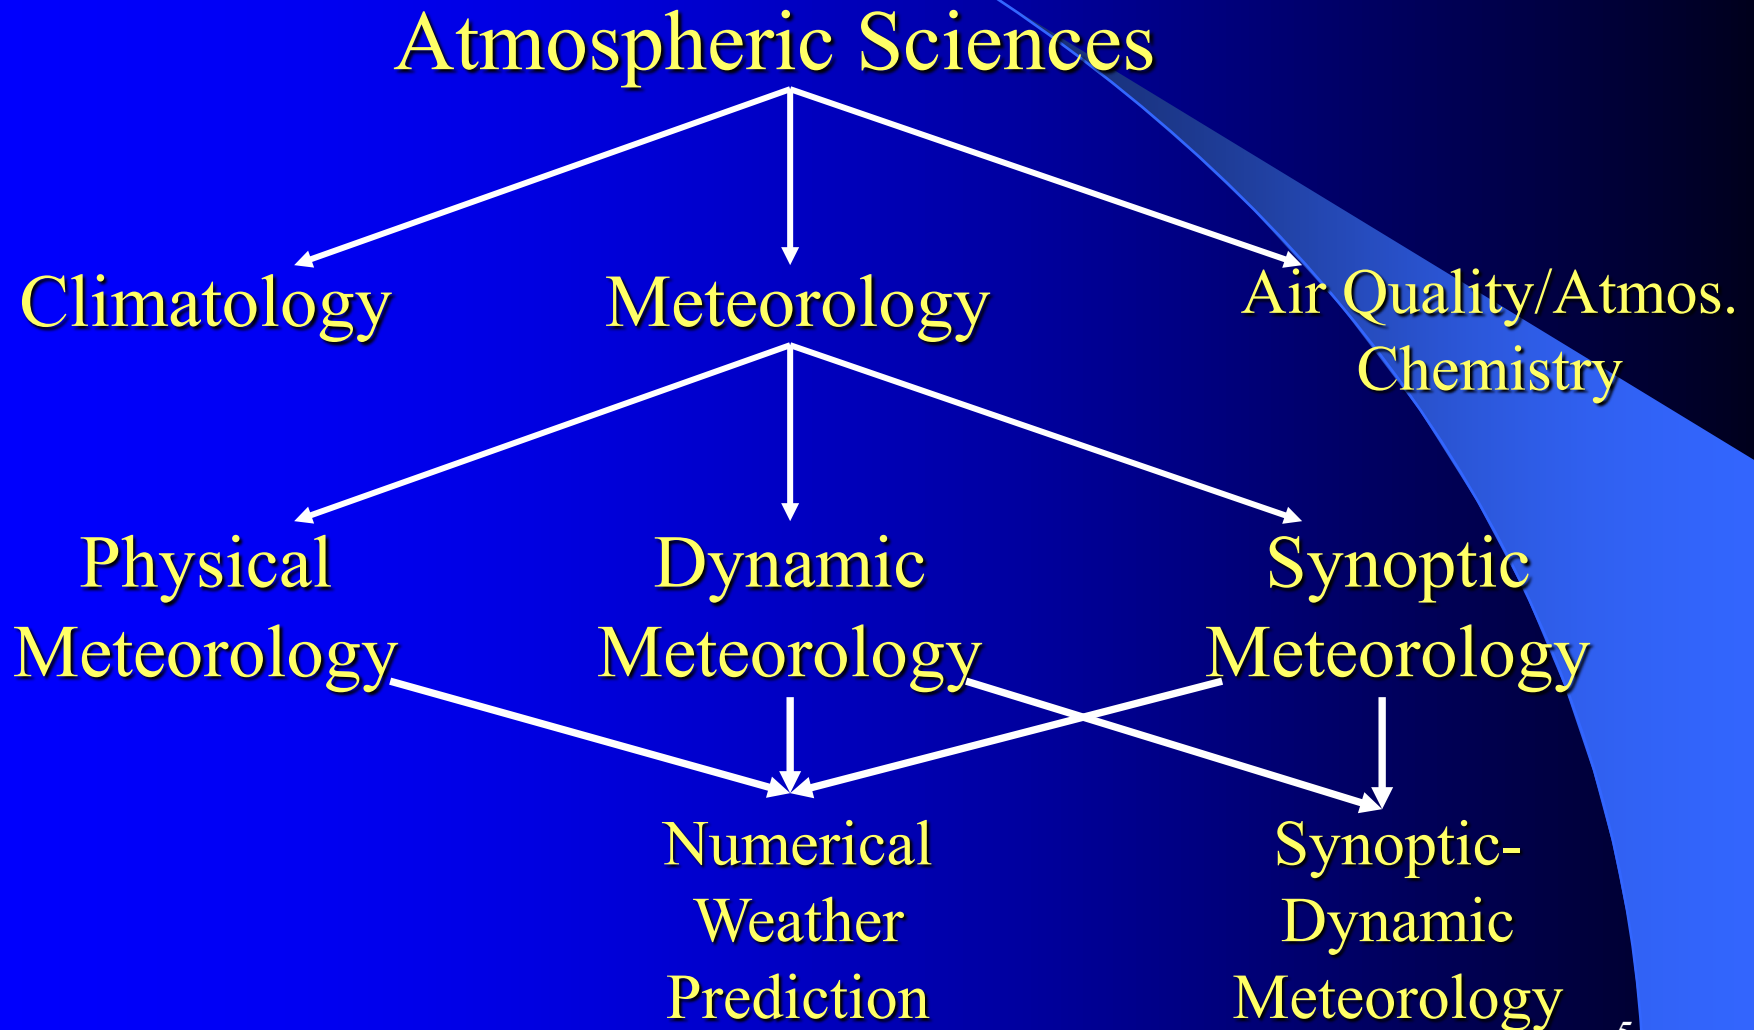 Atmospheric Sciences
Climatology
Meteorology
Air Quality/Atmos.
Chemistry
Physical
Meteorology
Dynamic
Meteorology
Synoptic
Meteorology
Numerical
Weather
Prediction
Synoptic-
Dynamic
Meteorology